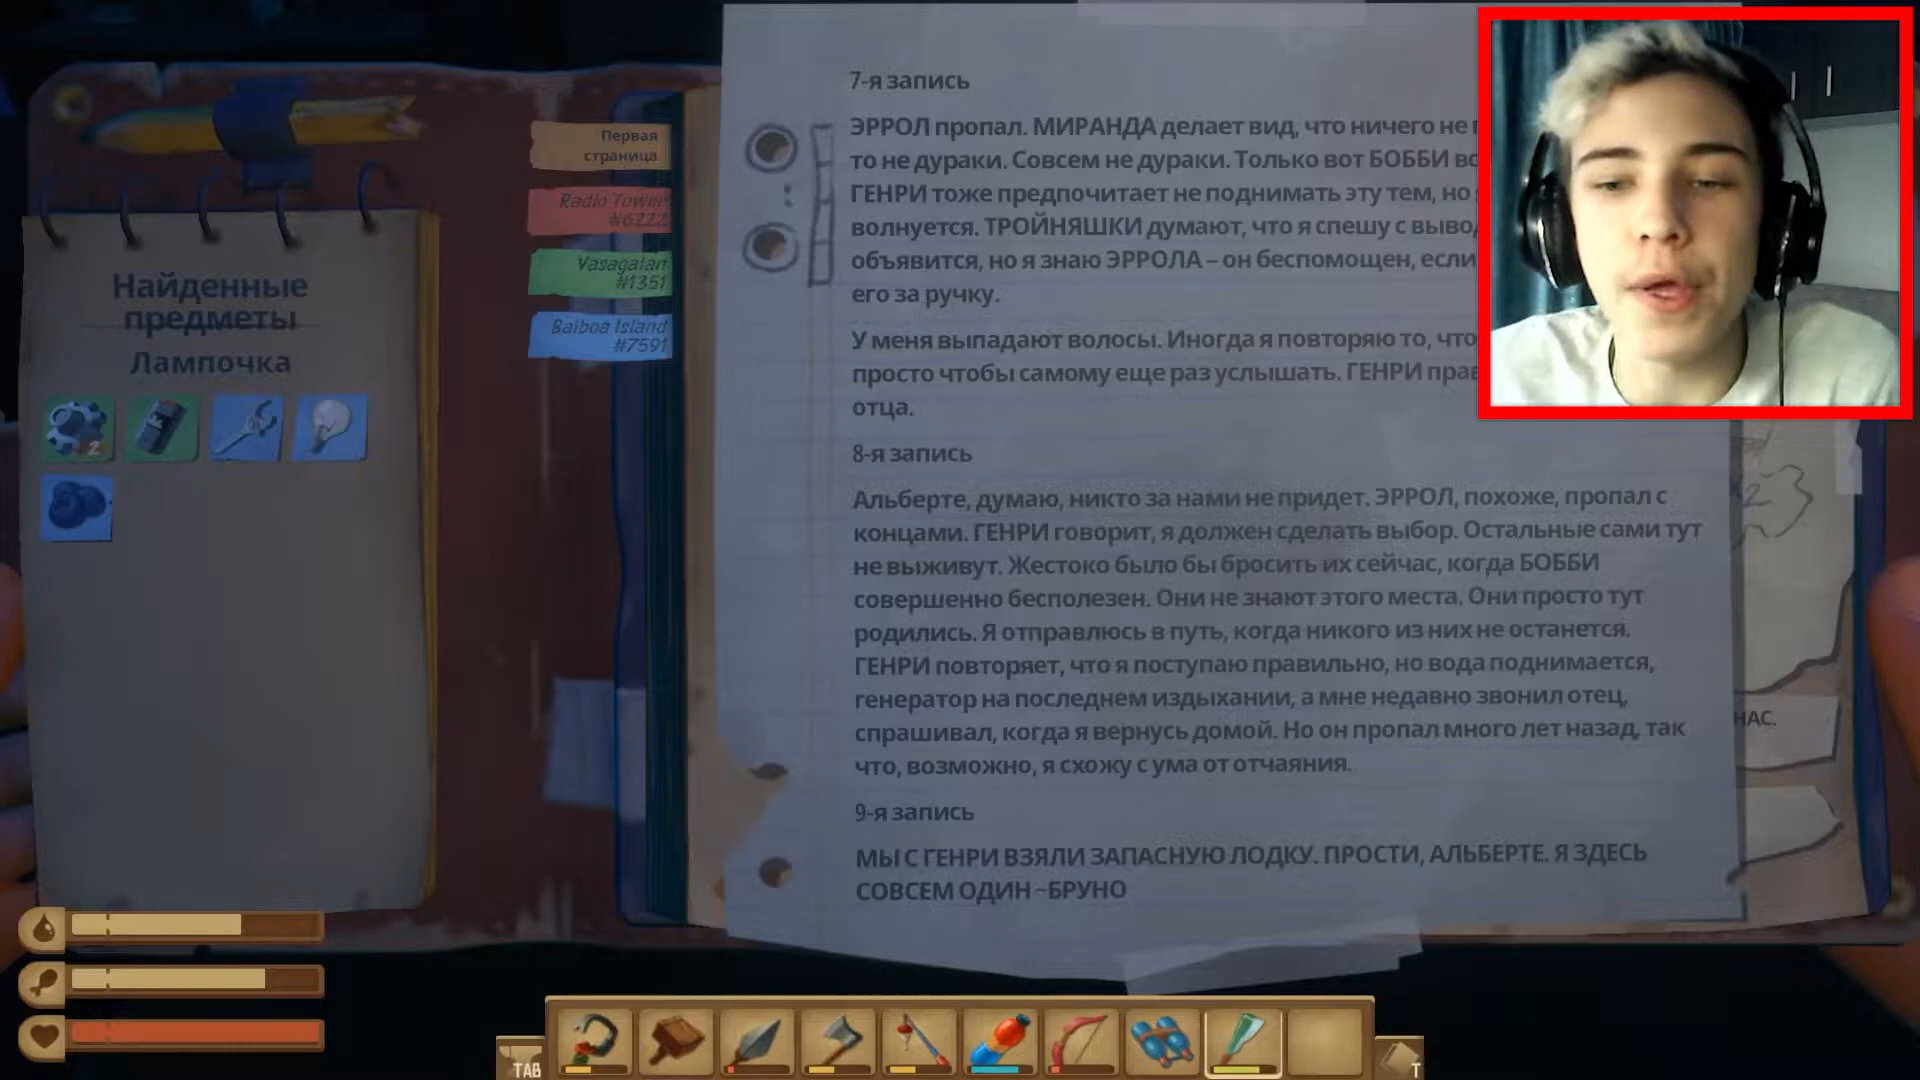 7-я запись
ЭРРОЛ пропал. МИРАНДА делает вид, что ничего не
то не дураки. Совсем не дураки. Только вот БОББИ
ГЕНРИ тоже предпочитает не поднимать эту тем, но
волнуется. ТРОЙНЯШКИ думают, что я спешу с
объявится, но я знаю ЭРРОЛА – он беспомощен, если
его за ручку.
У меня выпадают волосы. Иногда я повторяю то, что
просто чтобы самому еще раз услышать. ГЕНРИ
отца.
8-я запись
Альберте, думаю, никто за нами не придет. ЭРРОЛ, похоже, пропал с
концами. ГЕНРИ говорит, я должен сделать выбор. Остальные сами тут
не выживут. Жестоко было бы бросить их сейчас, когда БОББИ
совершенно бесполезен. Они не знают этого места. Они просто тут
родились. Я отправлюсь в путь, когда никого из них не останется.
ГЕНРИ повторяет, что я поступаю правильно, но вода поднимается,
генератор на последнем издыхании, а мне недавно звонил отец,
спрашивал, когда я вернусь домой. Но он пропал много лет назад, так
что, возможно, я схожу с ума от отчаяния.
9-я запись
МЫ С ГЕНРИ ВЗЯЛИ ЗАПАСНУЮ ЛОДКУ. ПРОСТИ, АЛЬБЕРТЕ. Я ЗДЕСЬ
СОВСЕМ ОДИН ~БРУНО
НАС.
Первая
страница
Radio Tower
#6222
Vasagatan
#1351
Balboa Island
#7591
Найденные
предметы
Лампочка
2
TAB
T